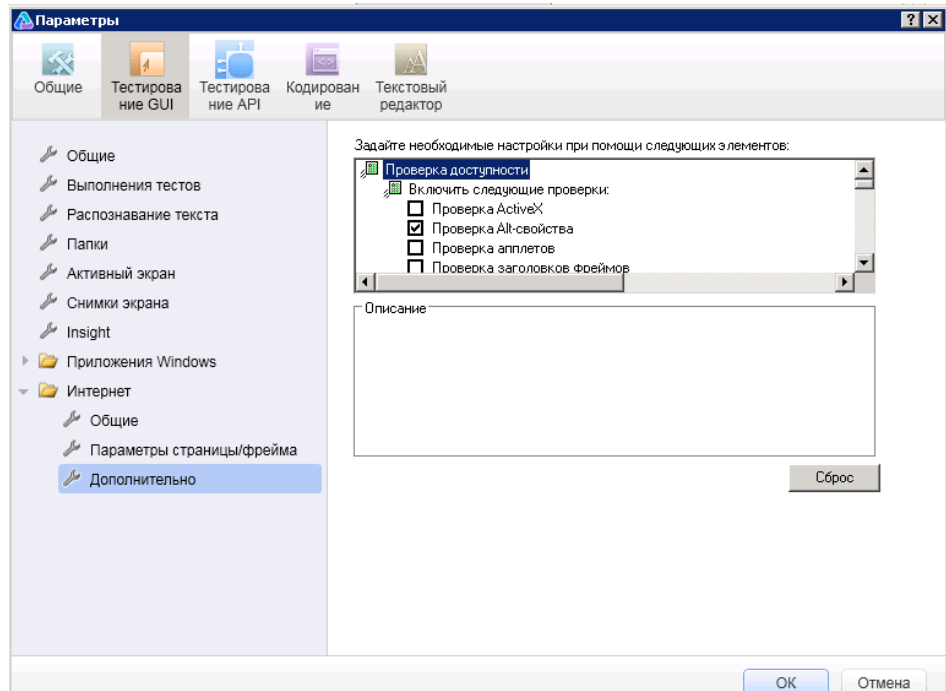 Параметры
Общие
Тестирова
ние GUI
Тестирова
ние API
Кодирован
ие
Текстовый
редактор
Общие
Выполнения тестов
Распознавание текста
Папки
Активный экран
Снимки экрана
Insight
Приложения Windows
Интернет
Общие
Параметры страницы/фрейма
Дополнительно
Задайте необходимые настройки при помощи следующих элементов:
Проверка доступности
Включить следующие проверки:
Проверка ActiveX
Проверка Alt-свойства
Проверка апплетов
Проверка заголовков фреймов
Описание
Сброс
OK
Отмена